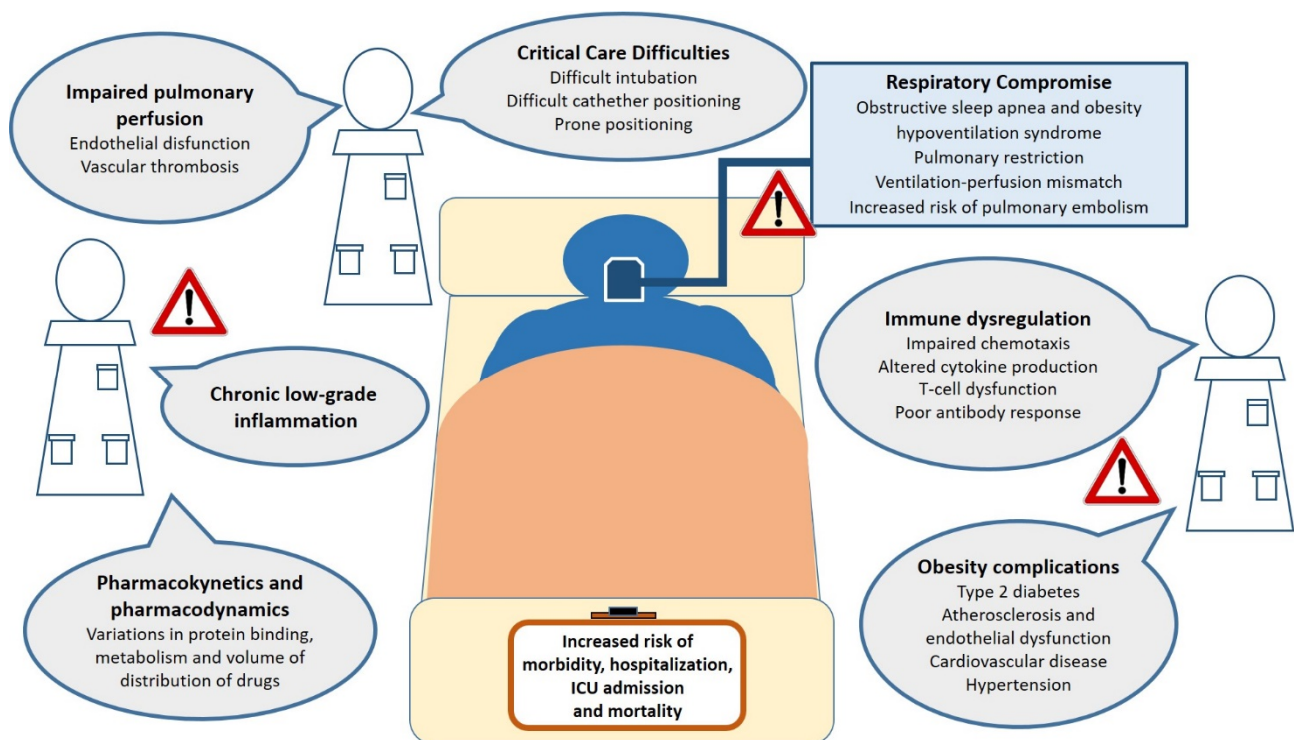 Impaired pulmonary
perfusion
Endothelial disfunction
Vascular thrombosis
Critical Care Difficulties
Difficult intubation
Difficult cathether positioning
Prone positioning
Respiratory Compromise
Obstructive sleep apnea and obesity
hypoventilation syndrome
Pulmonary restriction
Ventilation-perfusion mismatch
Increased risk of pulmonary embolism
!
!
Chronic low-grade
inflammation
Immune dysregulation
Impaired chemotaxis
Altered cytokine production
T-cell dysfunction
Poor antibody response
!
Pharmacokynetics and
pharmacodynamics
Variations in protein binding,
metabolism and volume of
distribution of drugs
Obesity complications
Type 2 diabetes
Atherosclerosis and
endothelial dysfunction
Cardiovascular disease
Hypertension
Increased risk of
morbidity, hospitalization,
ICU admission
and mortality